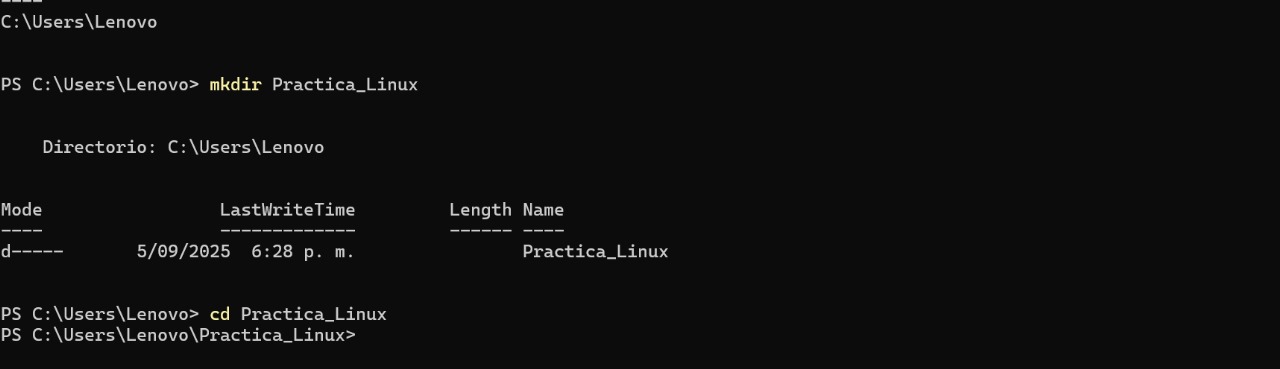 ----
C:\Users\Lenovo
PS C:\Users\Lenovo> mkdir Practica_Linux
Directorio: C:\Users\Lenovo
Mode                 LastWriteTime         Length Name
----                 -------------         ------ ----
d-----        5/09/2025  6:28 p. m.                Practica_Linux
PS C:\Users\Lenovo> cd Practica_Linux
PS C:\Users\Lenovo\Practica_Linux>